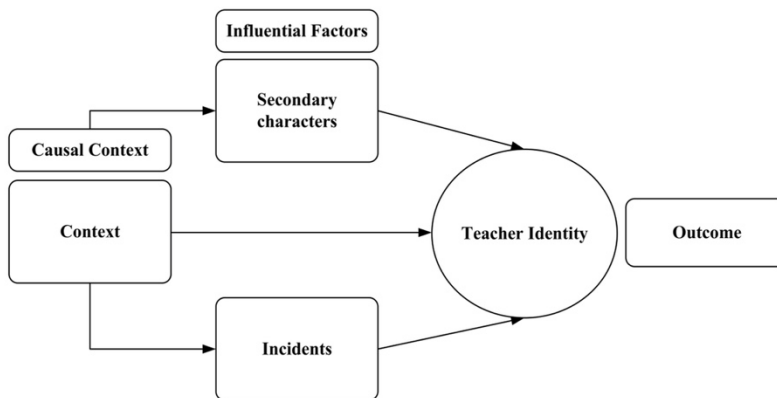 Influential Factors
Secondary
characters
Causal Context
Context
Teacher Identity
Outcome
Incidents